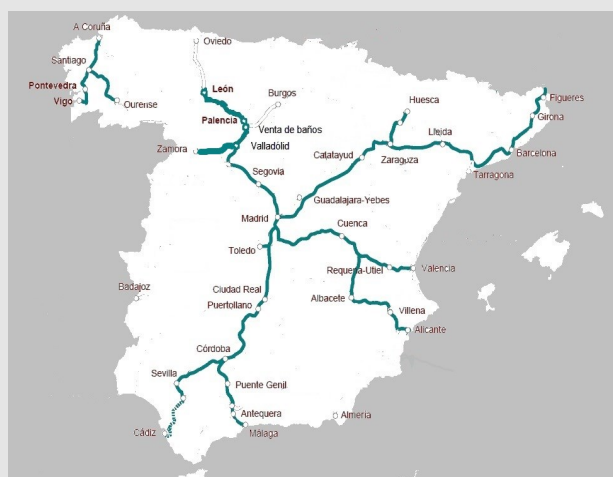 A Coruña
Oviedo
Santiago
León
Huesca
Figueres
Pontevedra
Burgos
Vigo
Ourense
Girona
Palencia
Venta de baños
Lleida
Valladólid
Zamora
Catatayud
Barcelona
Zaragoza
Segovia
Tarragona
Guadalajara-Yebes
Madrid
Cuenca
Toledo
Requena-Utiel
Valencia
Badajoz
Ciudad Real
Albacete
Puertollano
Villena
Alicante
Córdoba
Sevilla
Puente Genil
Antequera
Almería
Cádiz
Málaga